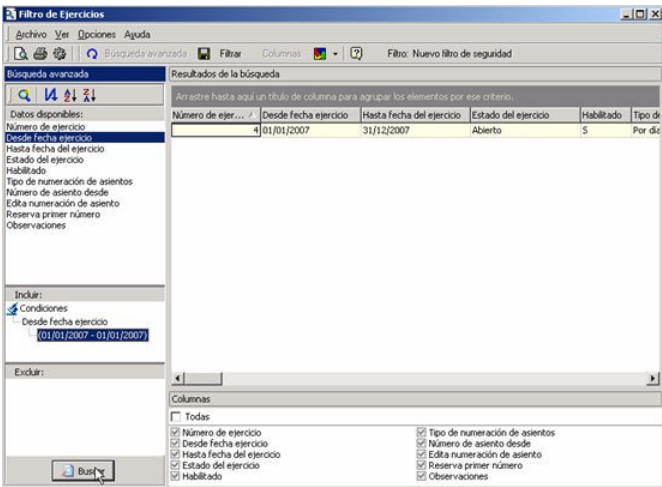 Filtro de Ejercicios
Archivo Ver Opciones Ayuda
Búsqueda avanzada Filtrar Columnas Filtro: Nuevo filtro de seguridad
Búsqueda avanzada
Datos disponibles:
Número de ejercicio
Desde fecha ejercicio
Hasta fecha del ejercicio
Estado del ejercicio
Habilitado
Tipo de numeración de asientos
Número de asiento desde
Edita numeración de asiento
Reserva primer número
Observaciones
Incluir:
Condiciones
Desde fecha ejercicio
(01/01/2007 - 01/01/2007)
Excluir:
Buscar
Resultados de la búsqueda
Arrastre hasta aquí un título de columna para agrupar los elementos por ese criterio.
Número de ejer... Desde fecha ejercicio Hasta fecha del ejercicio Estado del ejercicio Habilitado Tipo de
4 01/01/2007 31/12/2007 Abierto S Por día
Columnas
Todas
Número de ejercicio Tipo de numeración de asientos
Desde fecha ejercicio Número de asiento desde
Hasta fecha del ejercicio Edita numeración de asiento
Estado del ejercicio Reserva primer número
Habilitado Observaciones